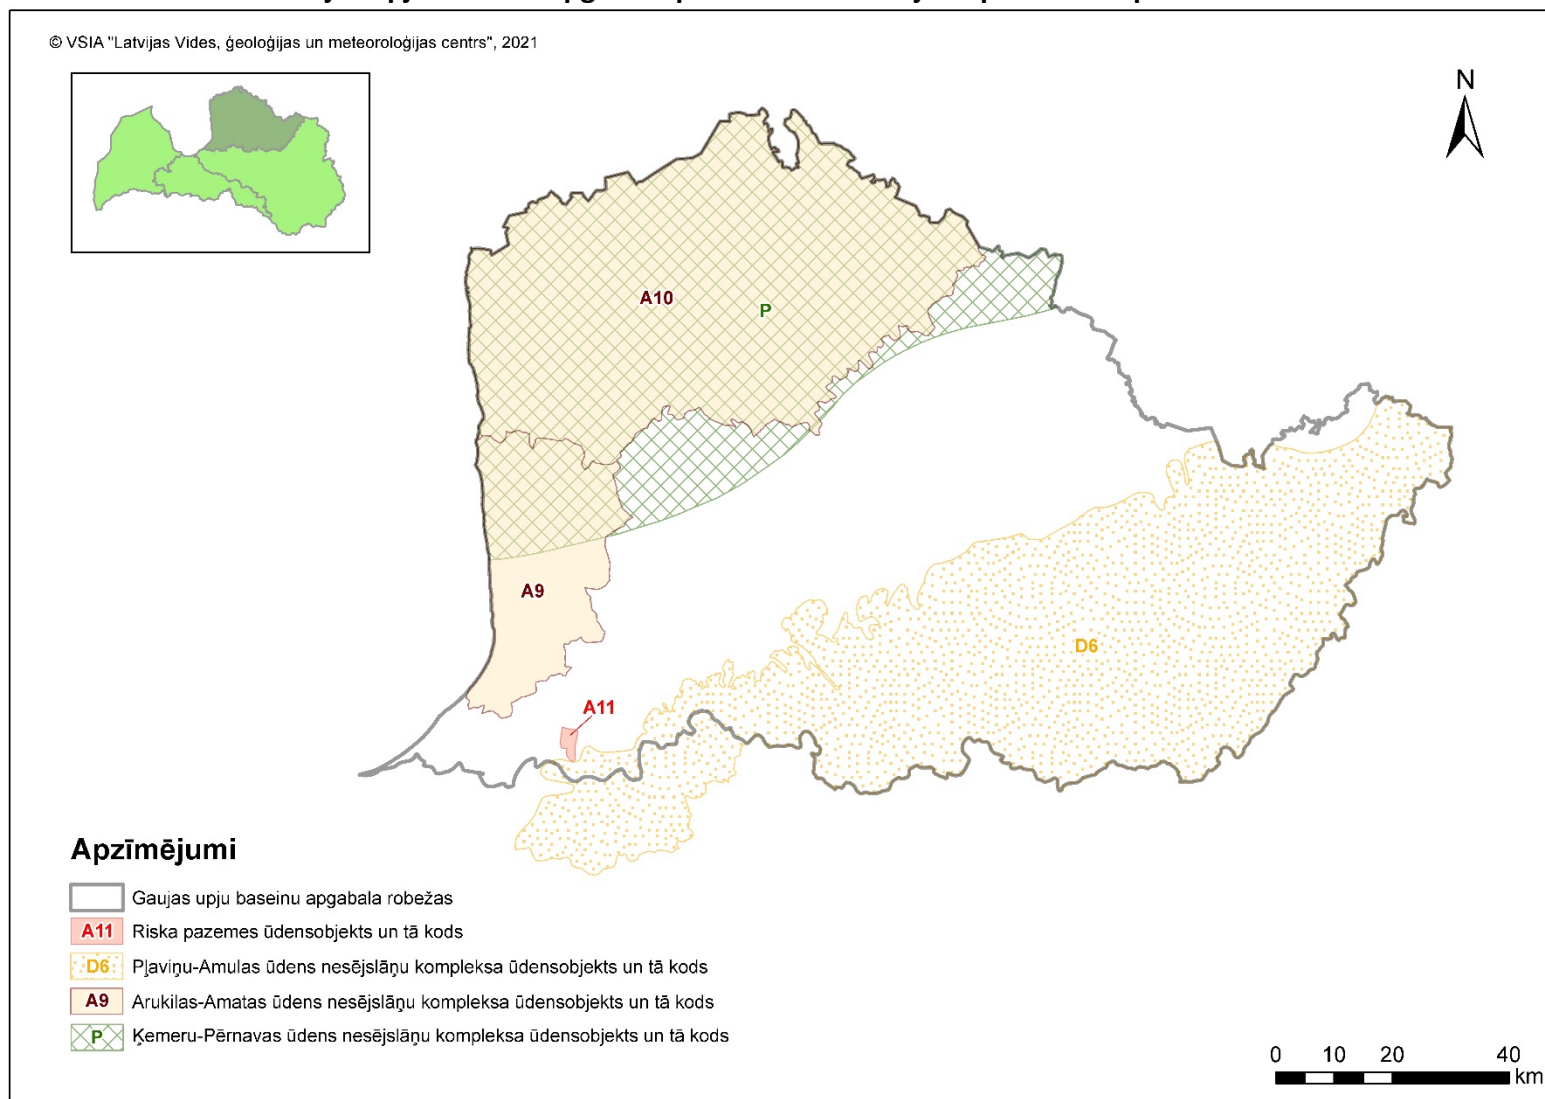 © VSIA "Latvijas Vides, ģeoloģijas un meteoroloģijas centrs", 2021
N
A10
P
A9
D6
A11
Apzīmējumi
Gaujas upju baseinu apgabala robežas
A11 Riska pazemes ūdensobjekts un tā kods
D6 Pļaviņu-Amulas ūdens nesējslāņu kompleksa ūdensobjekts un tā kods
A9 Arukilas-Amatas ūdens nesējslāņu kompleksa ūdensobjekts un tā kods
P Ķemeru-Pērnavas ūdens nesējslāņu kompleksa ūdensobjekts un tā kods
0 10 20 40
km